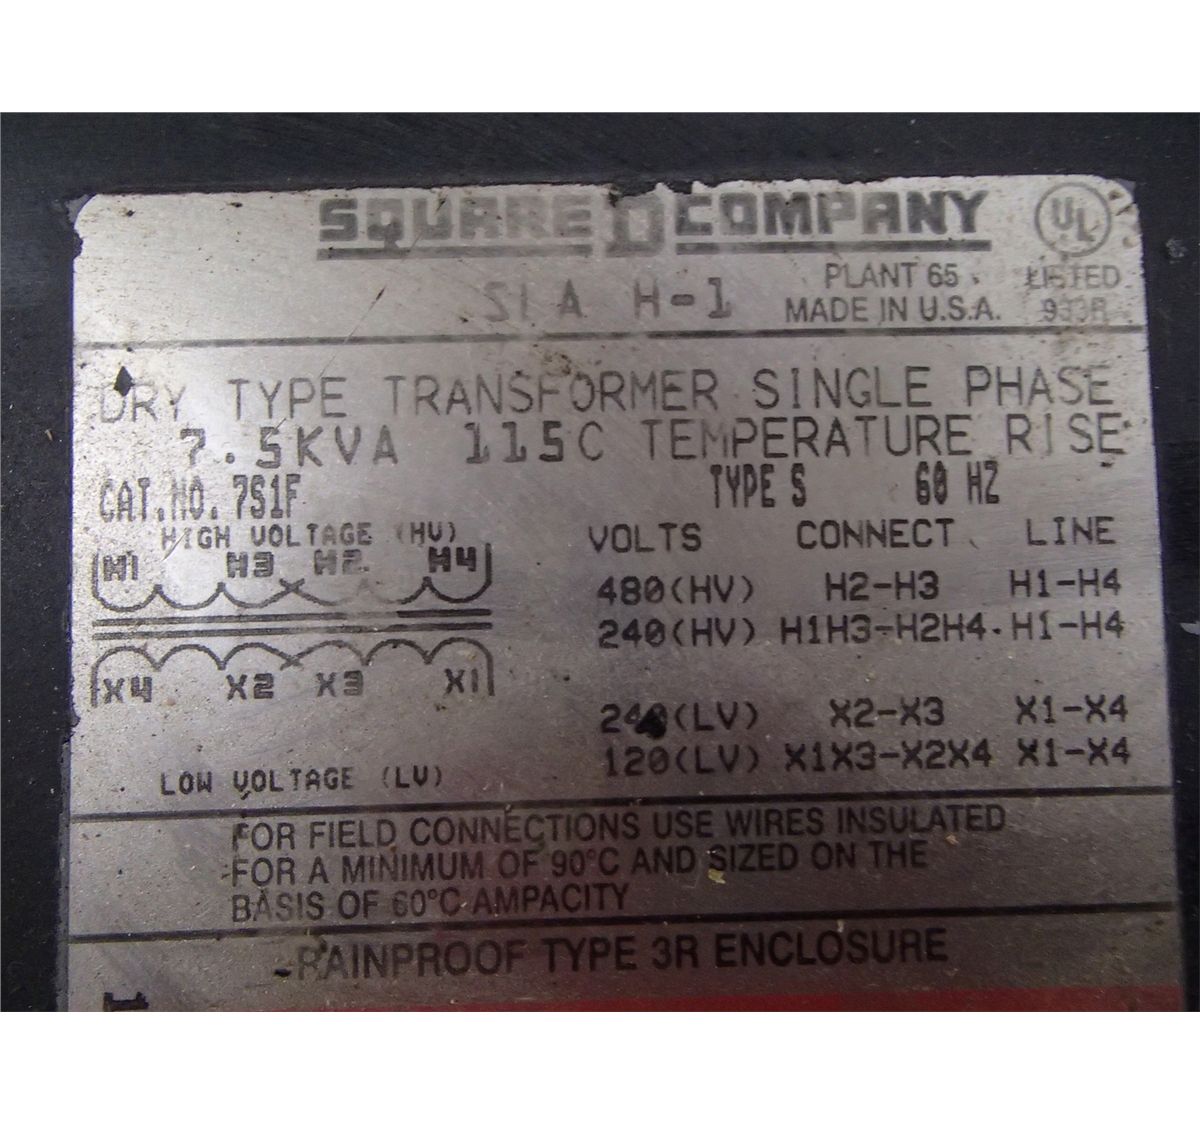 SQUARE D COMPANY
UL
S1A H-1
PLANT 65
MADE IN U.S.A.
LISTED
DRY TYPE TRANSFORMER SINGLE PHASE
7.5KVA 115C TEMPERATURE RISE
CAT.NO. 7S1F TYPE S 60 HZ
HIGH VOLTAGE (HV)
H1 H3 H2 H4
X4 X2 X3 X1
LOW VOLTAGE (LV)
VOLTS CONNECT LINE
480(HV) H2-H3 H1-H4
240(HV) H1H3-H2H4 H1-H4
240(LV) X2-X3 X1-X4
120(LV) X1X3-X2X4 X1-X4
FOR FIELD CONNECTIONS USE WIRES INSULATED
FOR A MINIMUM OF 90°C AND SIZED ON THE
BASIS OF 60°C AMPACITY
RAINPROOF TYPE 3R ENCLOSURE